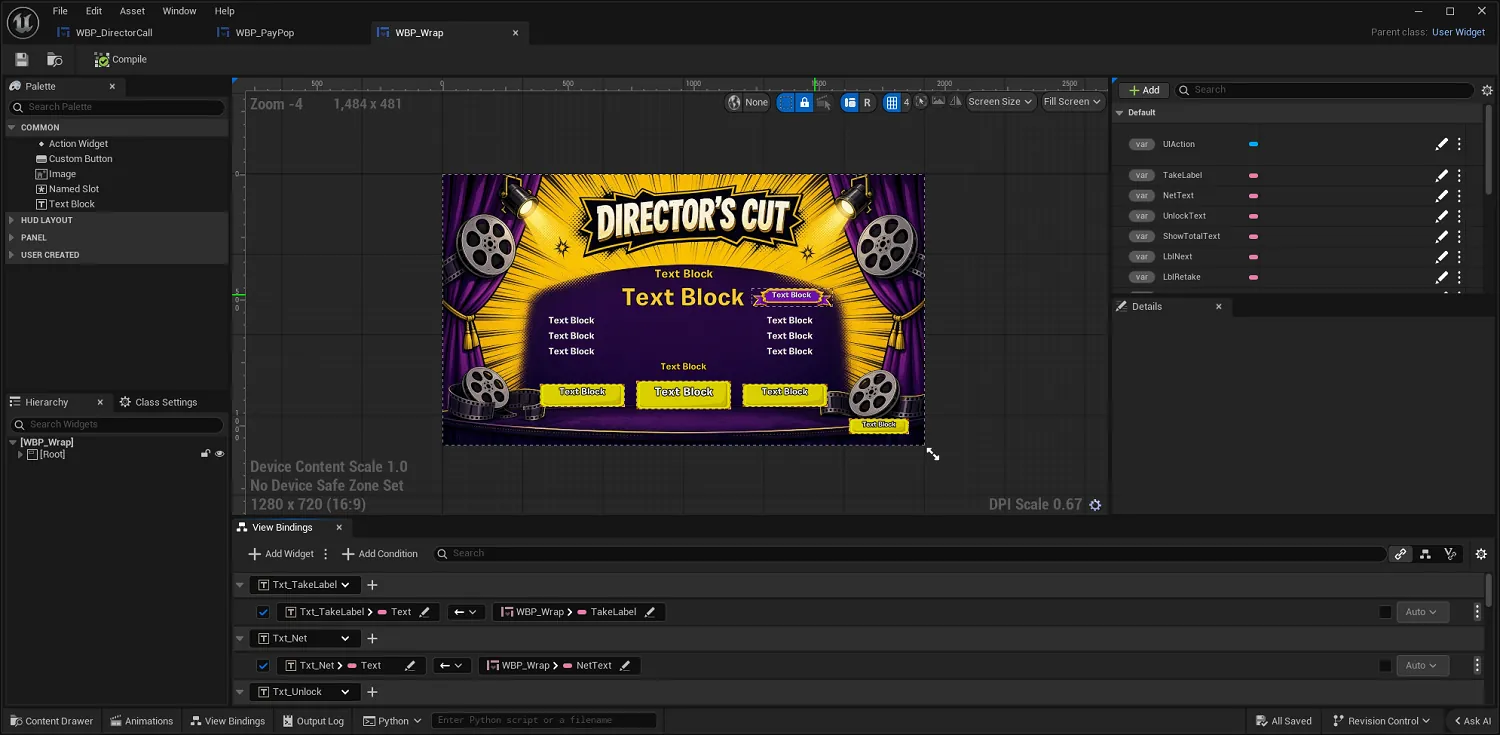 File Edit Asset Window Help
WBP_DirectorCall
WBP_PayPop
WBP_Wrap
Parent class: User Widget
Compile
Palette
Search Palette
COMMON
Action Widget
Custom Button
Image
Named Slot
Text Block
HUD LAYOUT
PANEL
USER CREATED
Hierarchy
Class Settings
Search Widgets
[WBP_Wrap]
[Root]
500 0 500 1000 1500 2000 2500
Zoom -4 1,484 x 481
None
R
4
Screen Size
Fill Screen
DIRECTOR'S CUT
Text Block
Text Block
Text Block
Text Block Text Block
Text Block Text Block
Text Block Text Block
Text Block
Text Block Text Block Text Block
Text Block
Device Content Scale 1.0
No Device Safe Zone Set
1280 x 720 (16:9)
DPI Scale 0.67
Add
Search
Default
var UIAction
var TakeLabel
var NetText
var UnlockText
var ShowTotalText
var LblNext
var LblRetake
Details
View Bindings
Add Widget
Add Condition
Search
Txt_TakeLabel
Txt_TakeLabel Text WBP_Wrap TakeLabel Auto
Txt_Net
Txt_Net Text WBP_Wrap NetText Auto
Txt_Unlock
Content Drawer
Animations
View Bindings
Output Log
Python
Enter Python script or a filename
All Saved
Revision Control
Ask AI